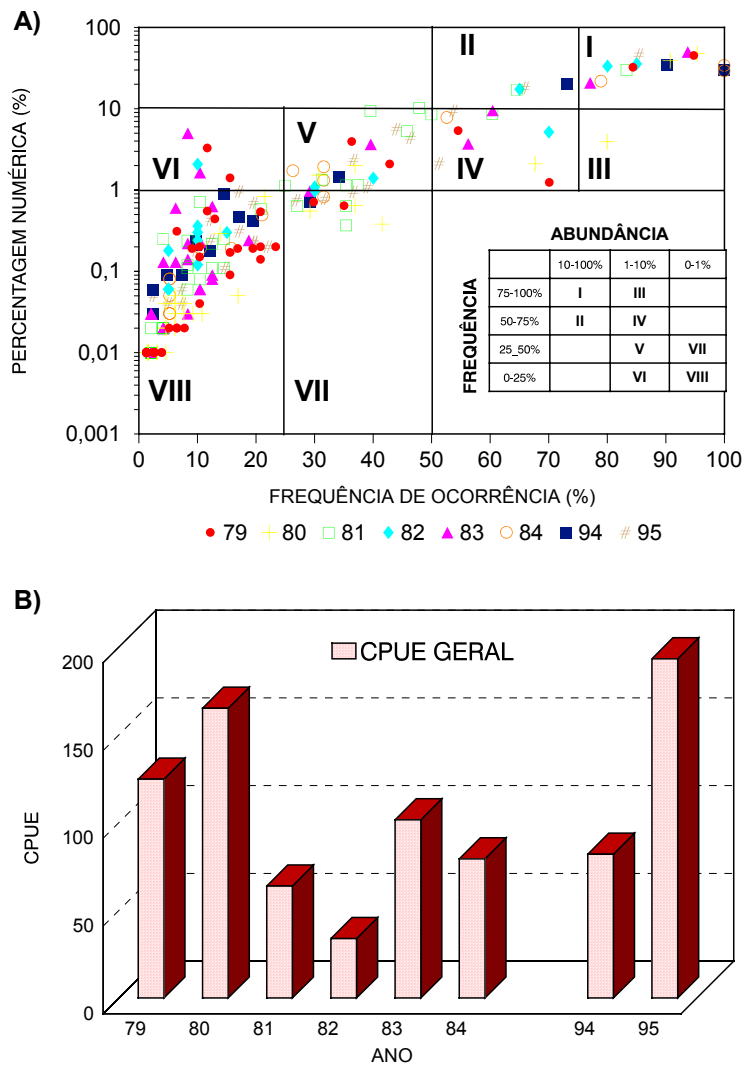 A)
PERCENTAGEM NUMÉRICA (%)
100
10
1
0,1
0,01
0,001
I
II
III
IV
V
VI
VII
VIII
ABUNDÂNCIA
FREQUÊNCIA
10-100% 1-10% 0-1%
75-100% I III
50-75% II IV
25_50% V VII
0-25% VI VIII
0 10 20 30 40 50 60 70 80 90 100
FREQUÊNCIA DE OCORRÊNCIA (%)
79 80 81 82 83 84 94 95
B)
CPUE GERAL
CPUE
200
150
100
50
0
79 80 81 82 83 84 94 95
ANO